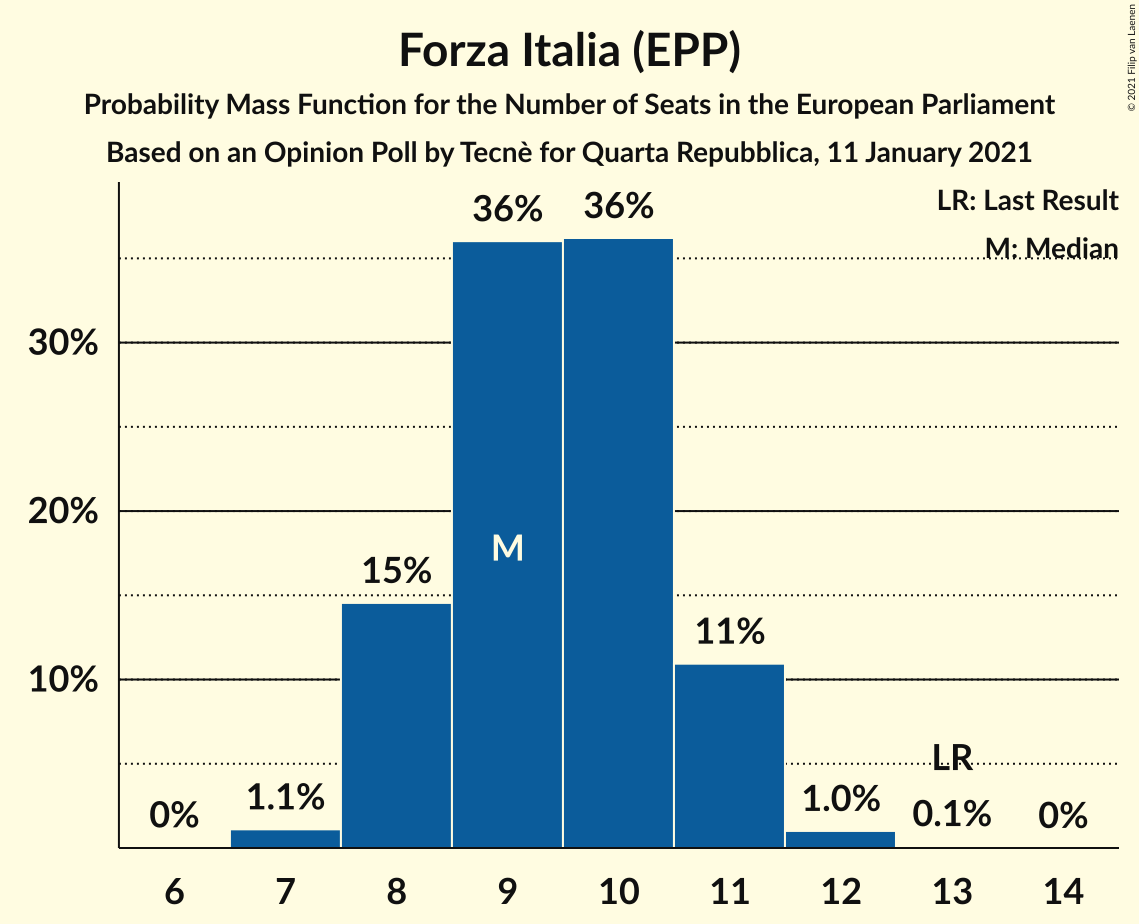 Forza Italia (EPP)
Probability Mass Function for the Number of Seats in the European Parliament
Based on an Opinion Poll by Tecnè for Quarta Repubblica, 11 January 2021
© 2021 Filip van Laenen
LR: Last Result
M: Median
36%
36%
30%
20%
M
15%
11%
10%
LR
1.1%
1.0%
0%
0.1%
0%
6 7 8 9 10 11 12 13 14